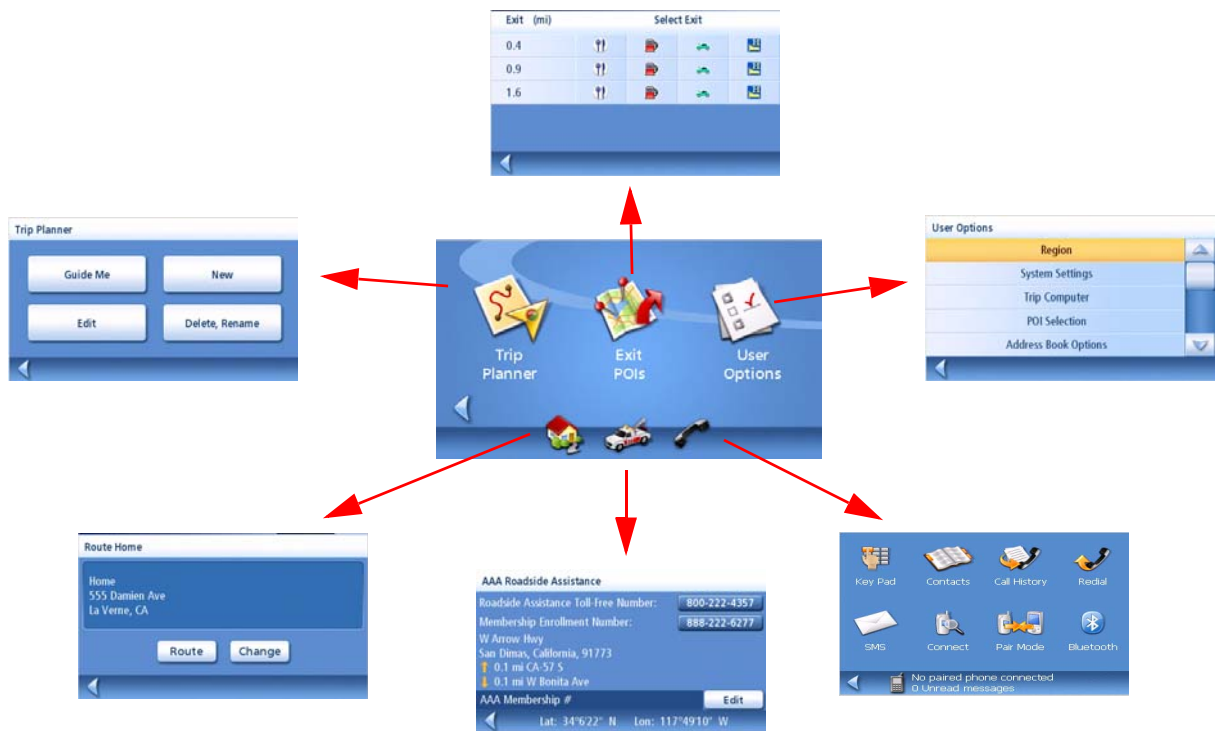 Exit (mi) Select Exit
0.4
0.9
1.6
Trip Planner
Guide Me New
Edit Delete, Rename
Trip
Planner
Exit
POIs
User
Options
User Options
Region
System Settings
Trip Computer
POI Selection
Address Book Options
Route Home
Home
555 Damien Ave
La Verne, CA
Route Change
AAA Roadside Assistance
Roadside Assistance Toll-Free Number: 800-222-4357
Membership Enrollment Number: 888-222-6277
W Arrow Hwy
San Dimas, California, 91773
0.1 mi CA-57 S
0.1 mi W Bonita Ave
AAA Membership # Edit
Lat: 34°6'22" N Lon: 117°49'10" W
Key Pad Contacts Call History Redial
SMS Connect Pair Mode Bluetooth
No paired phone connected
0 Unread messages